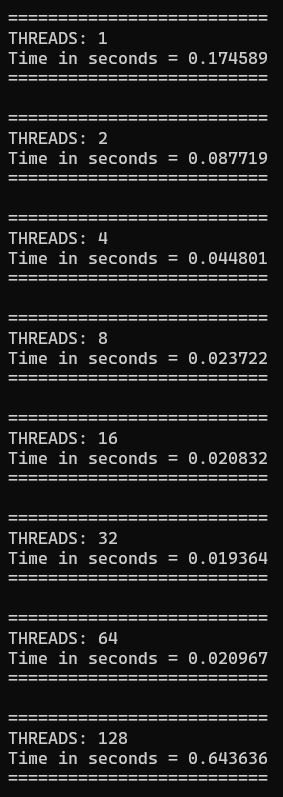 ==========================
THREADS: 1
Time in seconds = 0.174589
==========================
==========================
THREADS: 2
Time in seconds = 0.087719
==========================
==========================
THREADS: 4
Time in seconds = 0.044801
==========================
==========================
THREADS: 8
Time in seconds = 0.023722
==========================
==========================
THREADS: 16
Time in seconds = 0.020832
==========================
==========================
THREADS: 32
Time in seconds = 0.019364
==========================
==========================
THREADS: 64
Time in seconds = 0.020967
==========================
==========================
THREADS: 128
Time in seconds = 0.643636
==========================